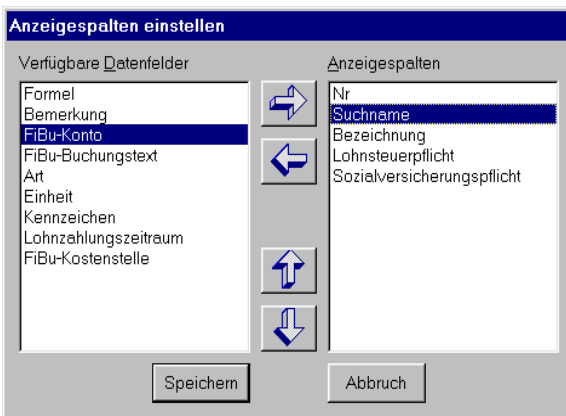 Anzeigespalten einstellen
Verfügbare Datenfelder
Formel
Bemerkung
FiBu-Konto
FiBu-Buchungstext
Art
Einheit
Kennzeichen
Lohnzahlungszeitraum
FiBu-Kostenstelle
Anzeigespalten
Nr
Suchname
Bezeichnung
Lohnsteuerpflicht
Sozialversicherungspflicht
Speichern
Abbruch